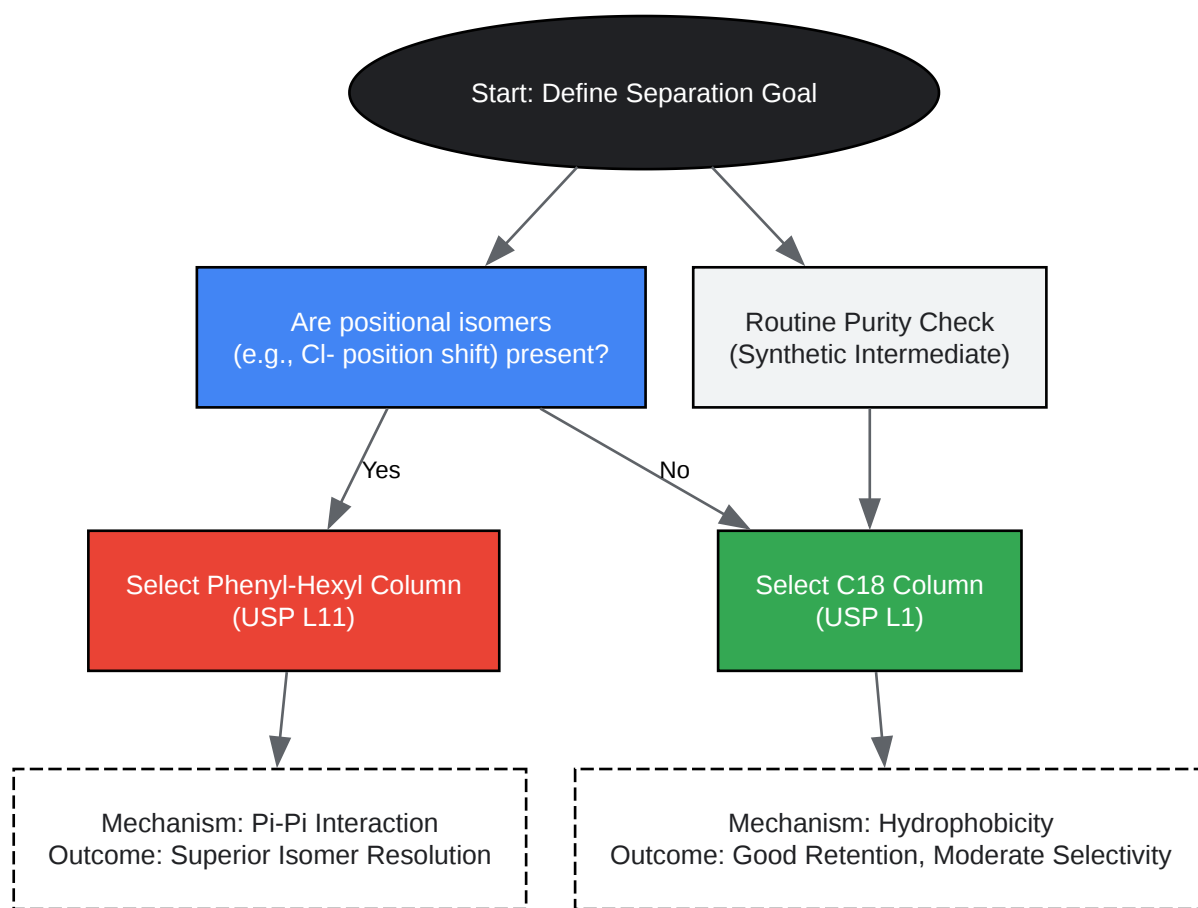 Start: Define Separation Goal
Are positional isomers
(e.g., Cl- position shift) present?
Routine Purity Check
(Synthetic Intermediate)
Yes
No
Select Phenyl-Hexyl Column
(USP L11)
Select C18 Column
(USP L1)
Mechanism: Pi-Pi Interaction
Outcome: Superior Isomer Resolution
Mechanism: Hydrophobicity
Outcome: Good Retention, Moderate Selectivity